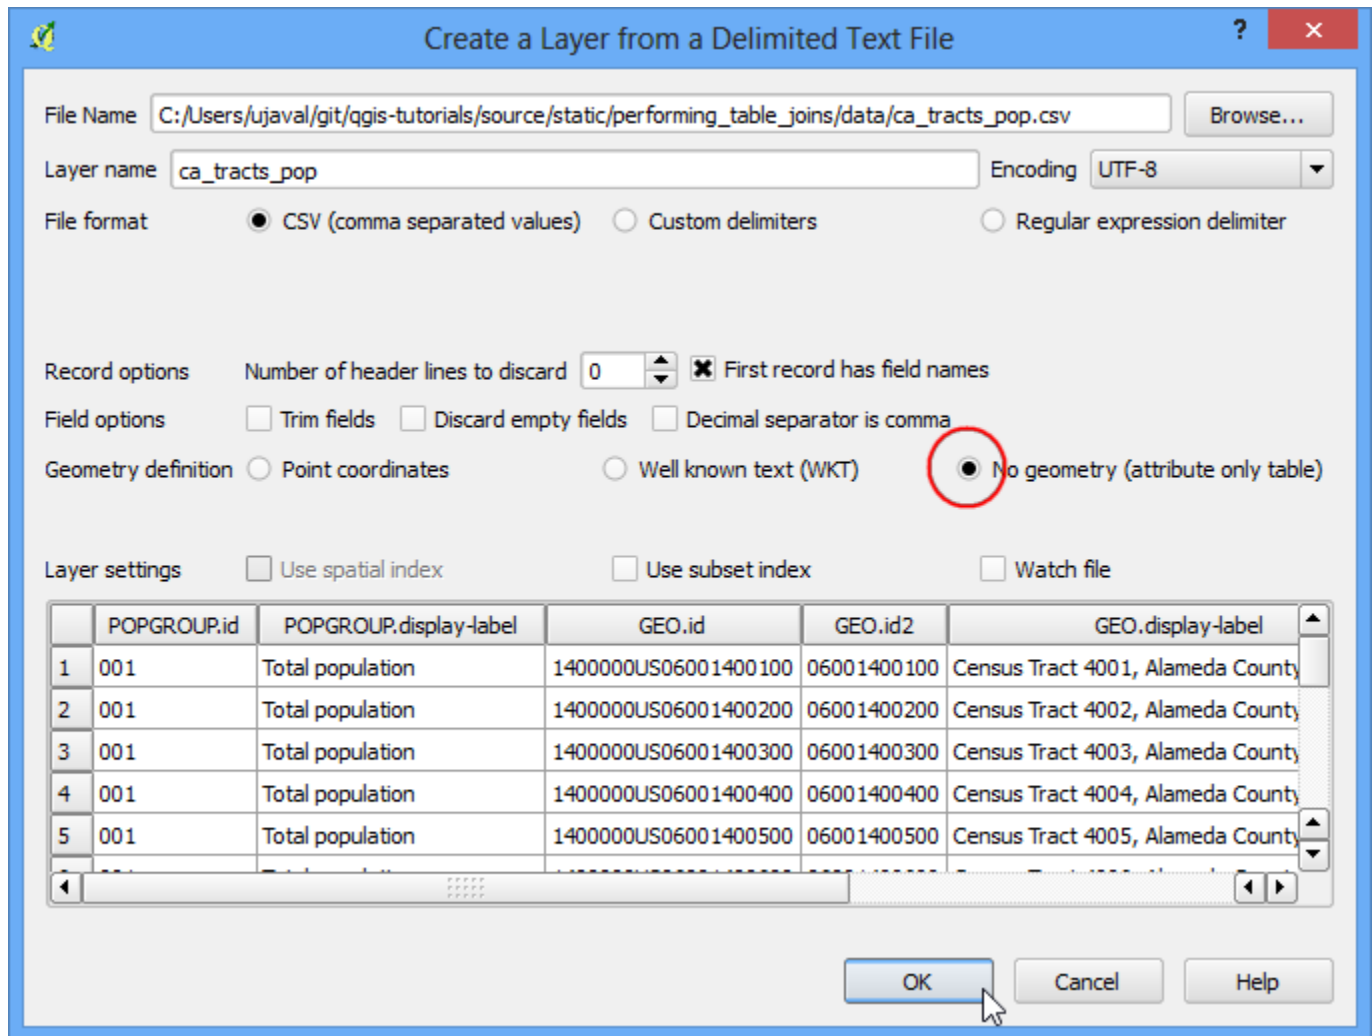 Create a Layer from a Delimited Text File ?
File Name C:/Users/ujaval/git/qgis-tutorials/source/static/performing_table_joins/data/ca_tracts_pop.csv Browse...
Layer name ca_tracts_pop Encoding UTF-8
File format CSV (comma separated values) Custom delimiters Regular expression delimiter
Record options Number of header lines to discard 0 First record has field names
Field options Trim fields Discard empty fields Decimal separator is comma
Geometry definition Point coordinates Well known text (WKT) No geometry (attribute only table)
Layer settings Use spatial index Use subset index Watch file
POPGROUP.id POPGROUP.display-label GEO.id GEO.id2 GEO.display-label
1 001 Total population 1400000US06001400100 06001400100 Census Tract 4001, Alameda County
2 001 Total population 1400000US06001400200 06001400200 Census Tract 4002, Alameda County
3 001 Total population 1400000US06001400300 06001400300 Census Tract 4003, Alameda County
4 001 Total population 1400000US06001400400 06001400400 Census Tract 4004, Alameda County
5 001 Total population 1400000US06001400500 06001400500 Census Tract 4005, Alameda County
OK Cancel Help